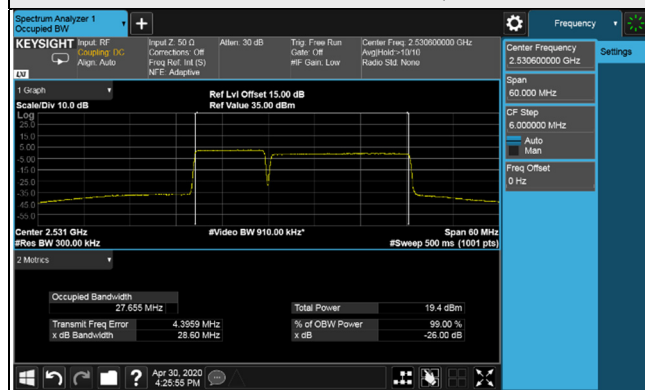 Spectrum Analyzer 1
Occupied BW
Frequency
KEYSIGHT
Input: RF
Coupling: DC
Align: Auto
Input Z: 50 Ω
Corrections: Off
Freq Ref: Int (S)
NFE: Adaptive
Atten: 30 dB
Trig: Free Run
Gate: Off
#IF Gain: Low
Center Freq: 2.530600000 GHz
Avg|Hold:>10/10
Radio Std: None
LXI
1 Graph
Scale/Div 10.0 dB
Ref Lvl Offset 15.00 dB
Ref Value 35.00 dBm
Log
25.0
15.0
5.00
-5.00
-15.0
-25.0
-35.0
-45.0
-55.0
Center 2.531 GHz
#Res BW 300.00 kHz
#Video BW 910.00 kHz*
Span 60 MHz
#Sweep 500 ms (1001 pts)
2 Metrics
Occupied Bandwidth
27.655 MHz
Total Power 19.4 dBm
Transmit Freq Error 4.3959 MHz
% of OBW Power 99.00 %
x dB Bandwidth 28.60 MHz
x dB -26.00 dB
Apr 30, 2020
4:25:55 PM
Center Frequency
2.530600000 GHz
Settings
Span
60.000 MHz
CF Step
6.000000 MHz
Auto
Man
Freq Offset
0 Hz